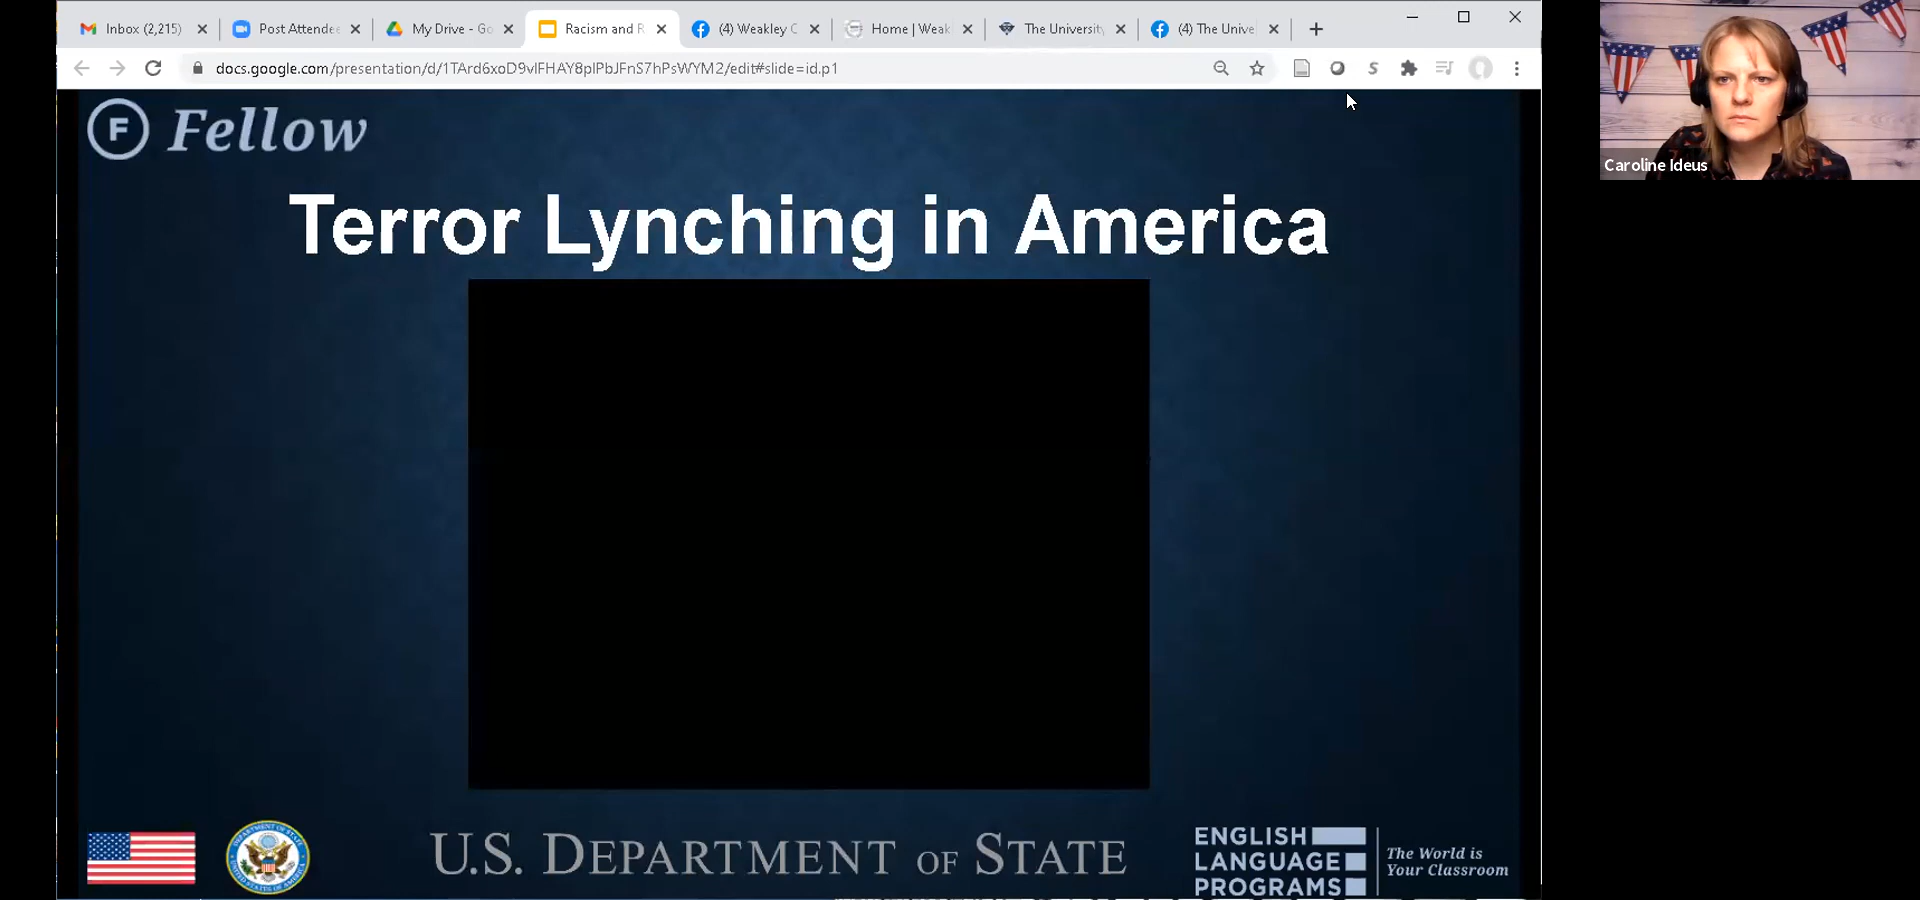 Inbox (2,215)
Post Attende
My Drive - Go
Racism and R
(4) Weakley C
Home | Weak
The University
(4) The Unive
docs.google.com/presentation/d/1TArd6xoD9vIFHAY8pIPbJFnS7hPsWYM2/edit#slide=id.p1
F Fellow
Terror Lynching in America
Caroline Ideus
U.S. DEPARTMENT OF STATE
ENGLISH
LANGUAGE
PROGRAMS
The World is
Your Classroom